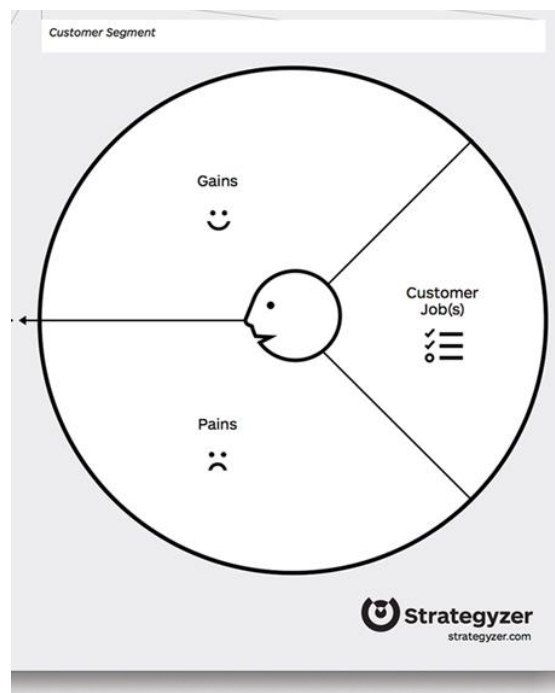 Customer Segment
Gains
Customer
Job(s)
Pains
Strategyzer
strategyzer.com